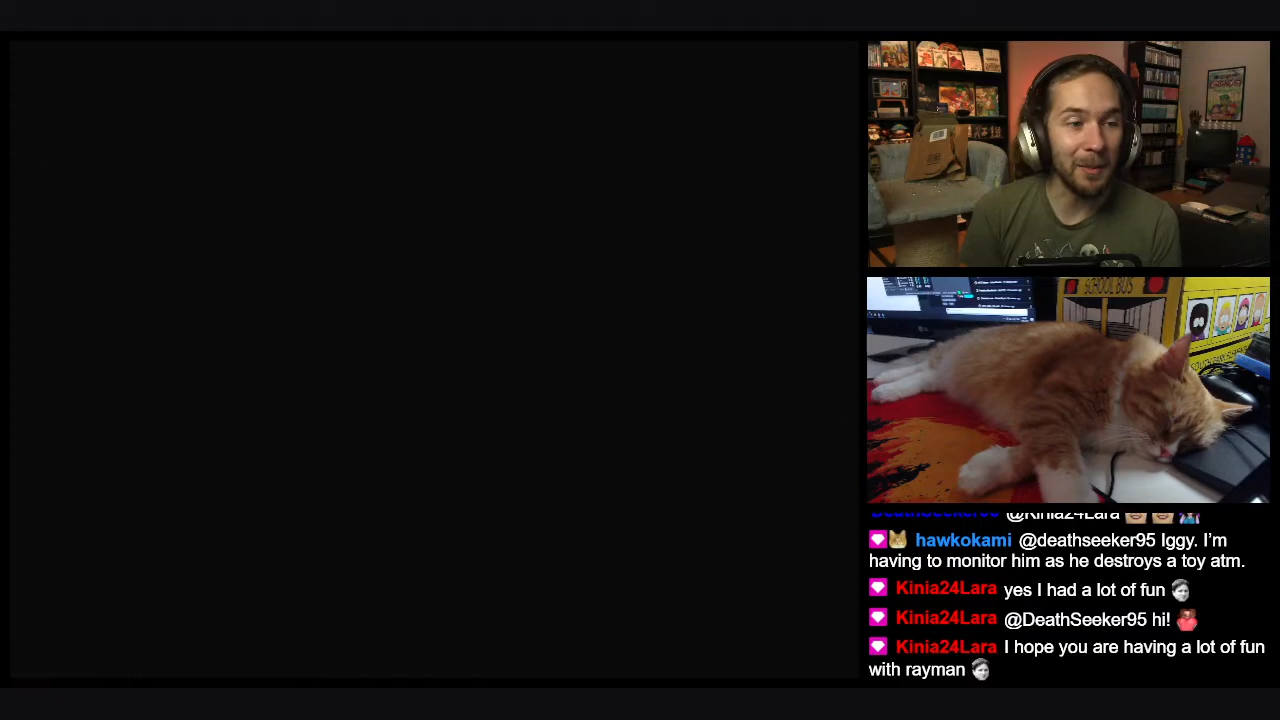 SCHOOL BUS
@Kinia24Lara
hawkokami @deathseeker95 Iggy. I'm
having to monitor him as he destroys a toy atm.
Kinia24Lara yes I had a lot of fun
Kinia24Lara @DeathSeeker95 hi!
Kinia24Lara I hope you are having a lot of fun
with rayman